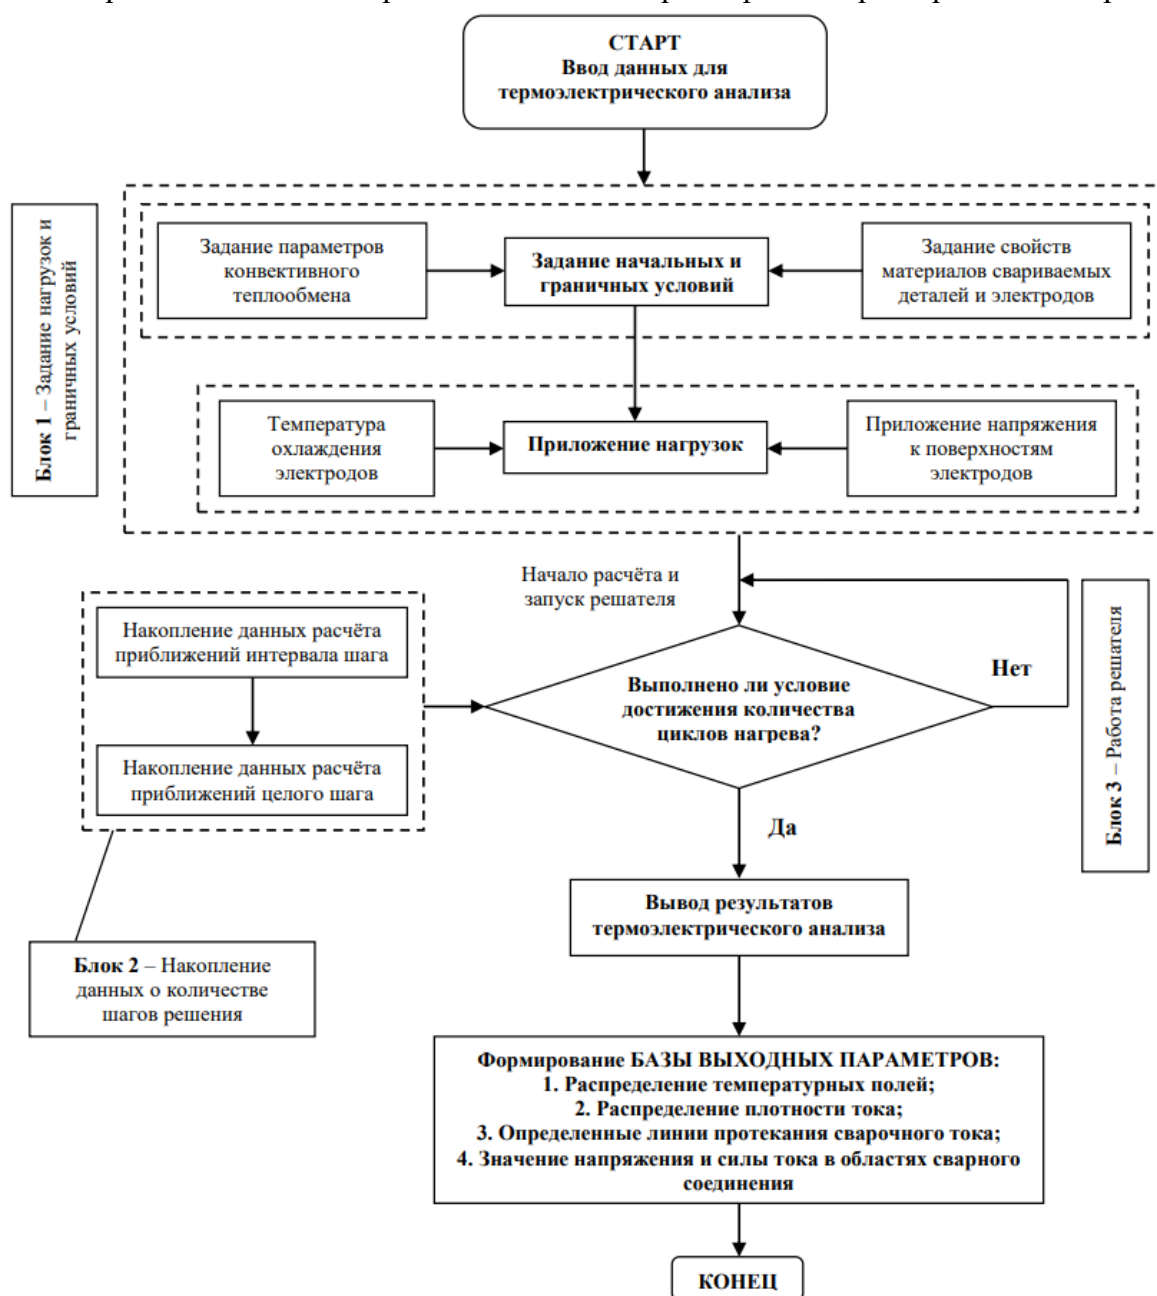 СТАРТ
Ввод данных для
термоэлектрического анализа
Блок 1 – Задание нагрузок и
граничных условий
Задание параметров
конвективного
теплообмена
Задание начальных и
граничных условий
Задание свойств
материалов свариваемых
деталей и электродов
Температура
охлаждения
электродов
Приложение нагрузок
Приложение напряжения
к поверхностям
электродов
Начало расчёта и
запуск решателя
Накопление данных расчёта
приближений интервала шага
Накопление данных расчёта
приближений целого шага
Выполнено ли условие
достижения количества
циклов нагрева?
Нет
Блок 3 – Работа решателя
Да
Вывод результатов
термоэлектрического анализа
Блок 2 – Накопление
данных о количестве
шагов решения
Формирование БАЗЫ ВЫХОДНЫХ ПАРАМЕТРОВ:
1. Распределение температурных полей;
2. Распределение плотности тока;
3. Определенные линии протекания сварочного тока;
4. Значение напряжения и силы тока в областях сварного
соединения
КОНЕЦ